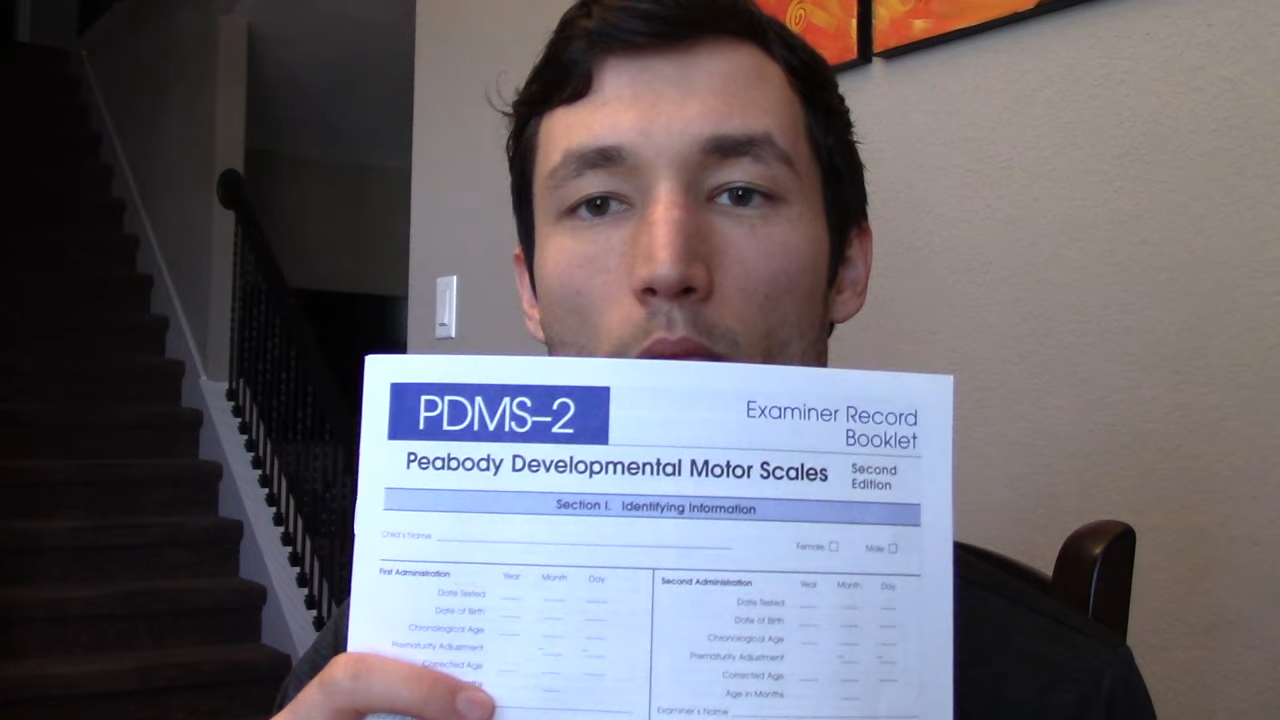 PDMS–2
Examiner Record
Booklet
Peabody Developmental Motor Scales
Second
Edition
Section I. Identifying Information
Child's Name
Female
Male
First Administration Year Month Day
Date Tested
Date of Birth
Chronological Age
Prematurity Adjustment
Corrected Age
Second Administration Year Month Day
Date Tested
Date of Birth
Chronological Age
Prematurity Adjustment
Corrected Age
Age in Months
Examiner's Name